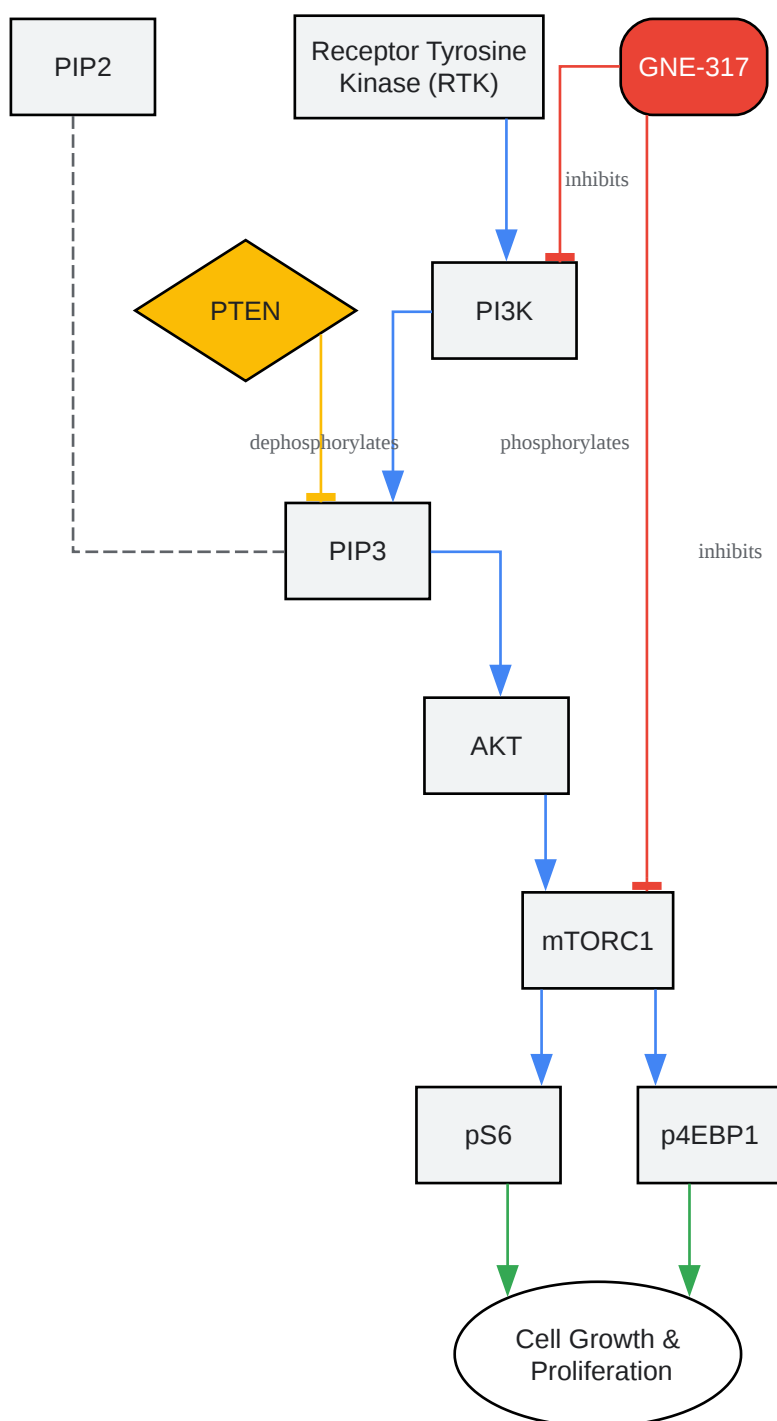 PIP2
Receptor Tyrosine
Kinase (RTK)
GNE-317
inhibits
PTEN
PI3K
dephosphorylates
phosphorylates
PIP3
inhibits
AKT
mTORC1
pS6
p4EBP1
Cell Growth &
Proliferation